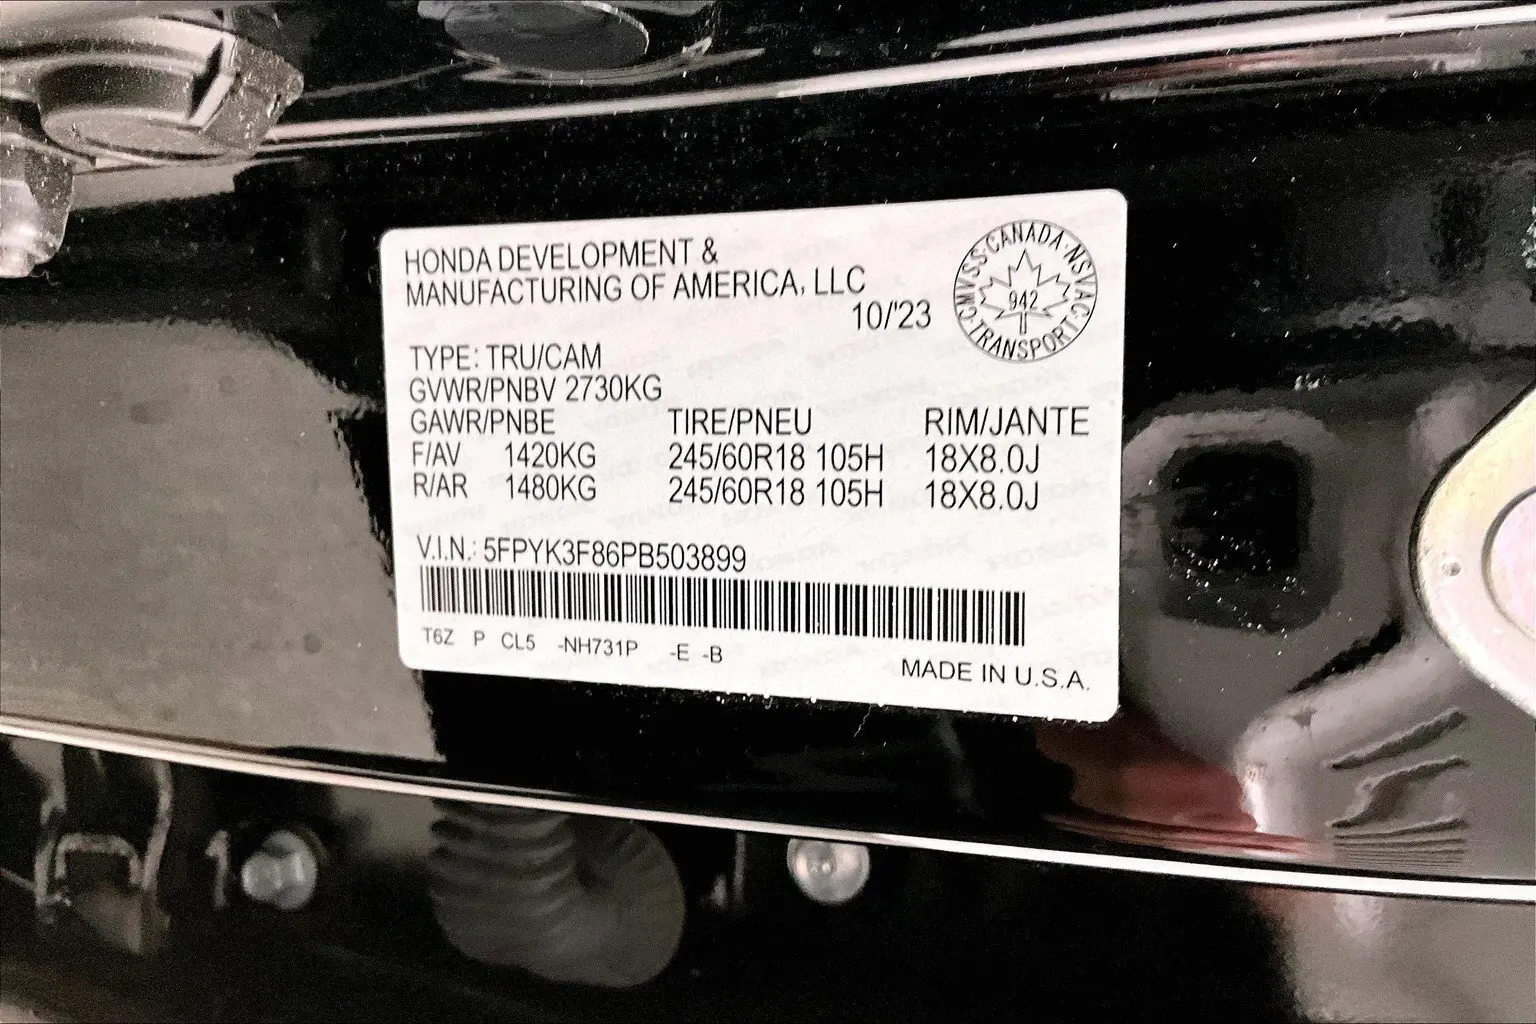 HONDA DEVELOPMENT &
MANUFACTURING OF AMERICA, LLC
10/'23
CMVSS·CANADA·NSVAC·TRANSPORT·
942
TYPE: TRU/CAM
GVWR/PNBV 2730KG
GAWR/PNBE TIRE/PNEU RIM/JANTE
F/AV 1420KG 245/60R18 105H 18X8.0J
R/AR 1480KG 245/60R18 105H 18X8.0J
V.I.N.: 5FPYK3F86PB503899
T6Z P CL5 -NH731P -E -B
MADE IN U.S.A.